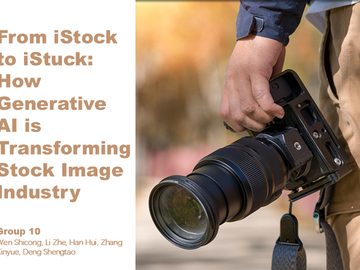 From iStock
to iStuck:
How
Generative
AI is
Transforming
Stock Image
Industry
Group 10
Wen Shicong, Li Zhe, Han Hui, Zhang
Xinyue, Deng Shengtao